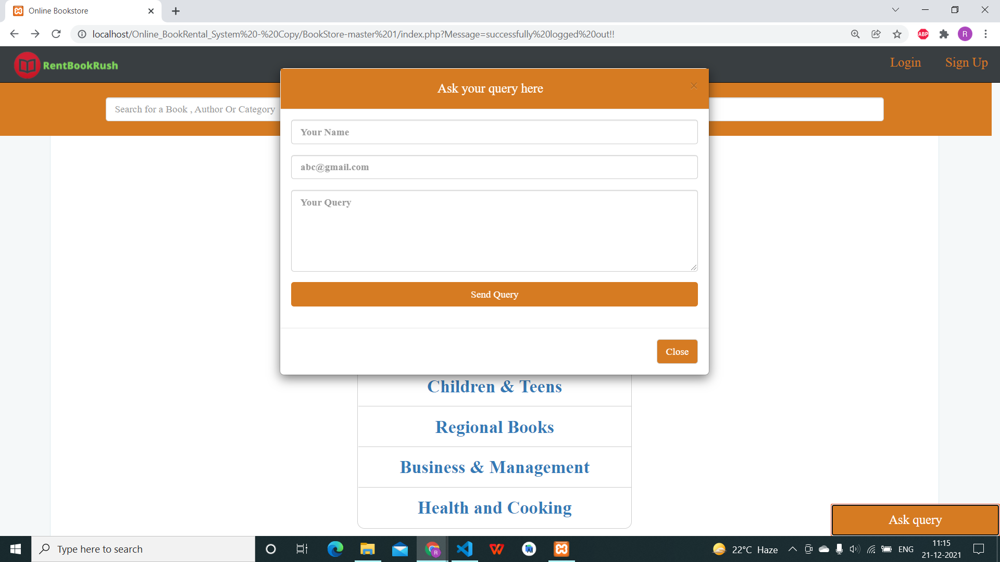 Online Bookstore
localhost/Online_BookRental_System%20-%20Copy/BookStore-master%201/index.php?Message=successfully%20logged%20out!!
ABP
R
RentBookRush
Login
Sign Up
Ask your query here
×
Search for a Book , Author Or Category
Your Name
abc@gmail.com
Your Query
Send Query
Close
Children & Teens
Regional Books
Business & Management
Health and Cooking
Ask query
Type here to search
R
22°C Haze
ENG
11:15
21-12-2021